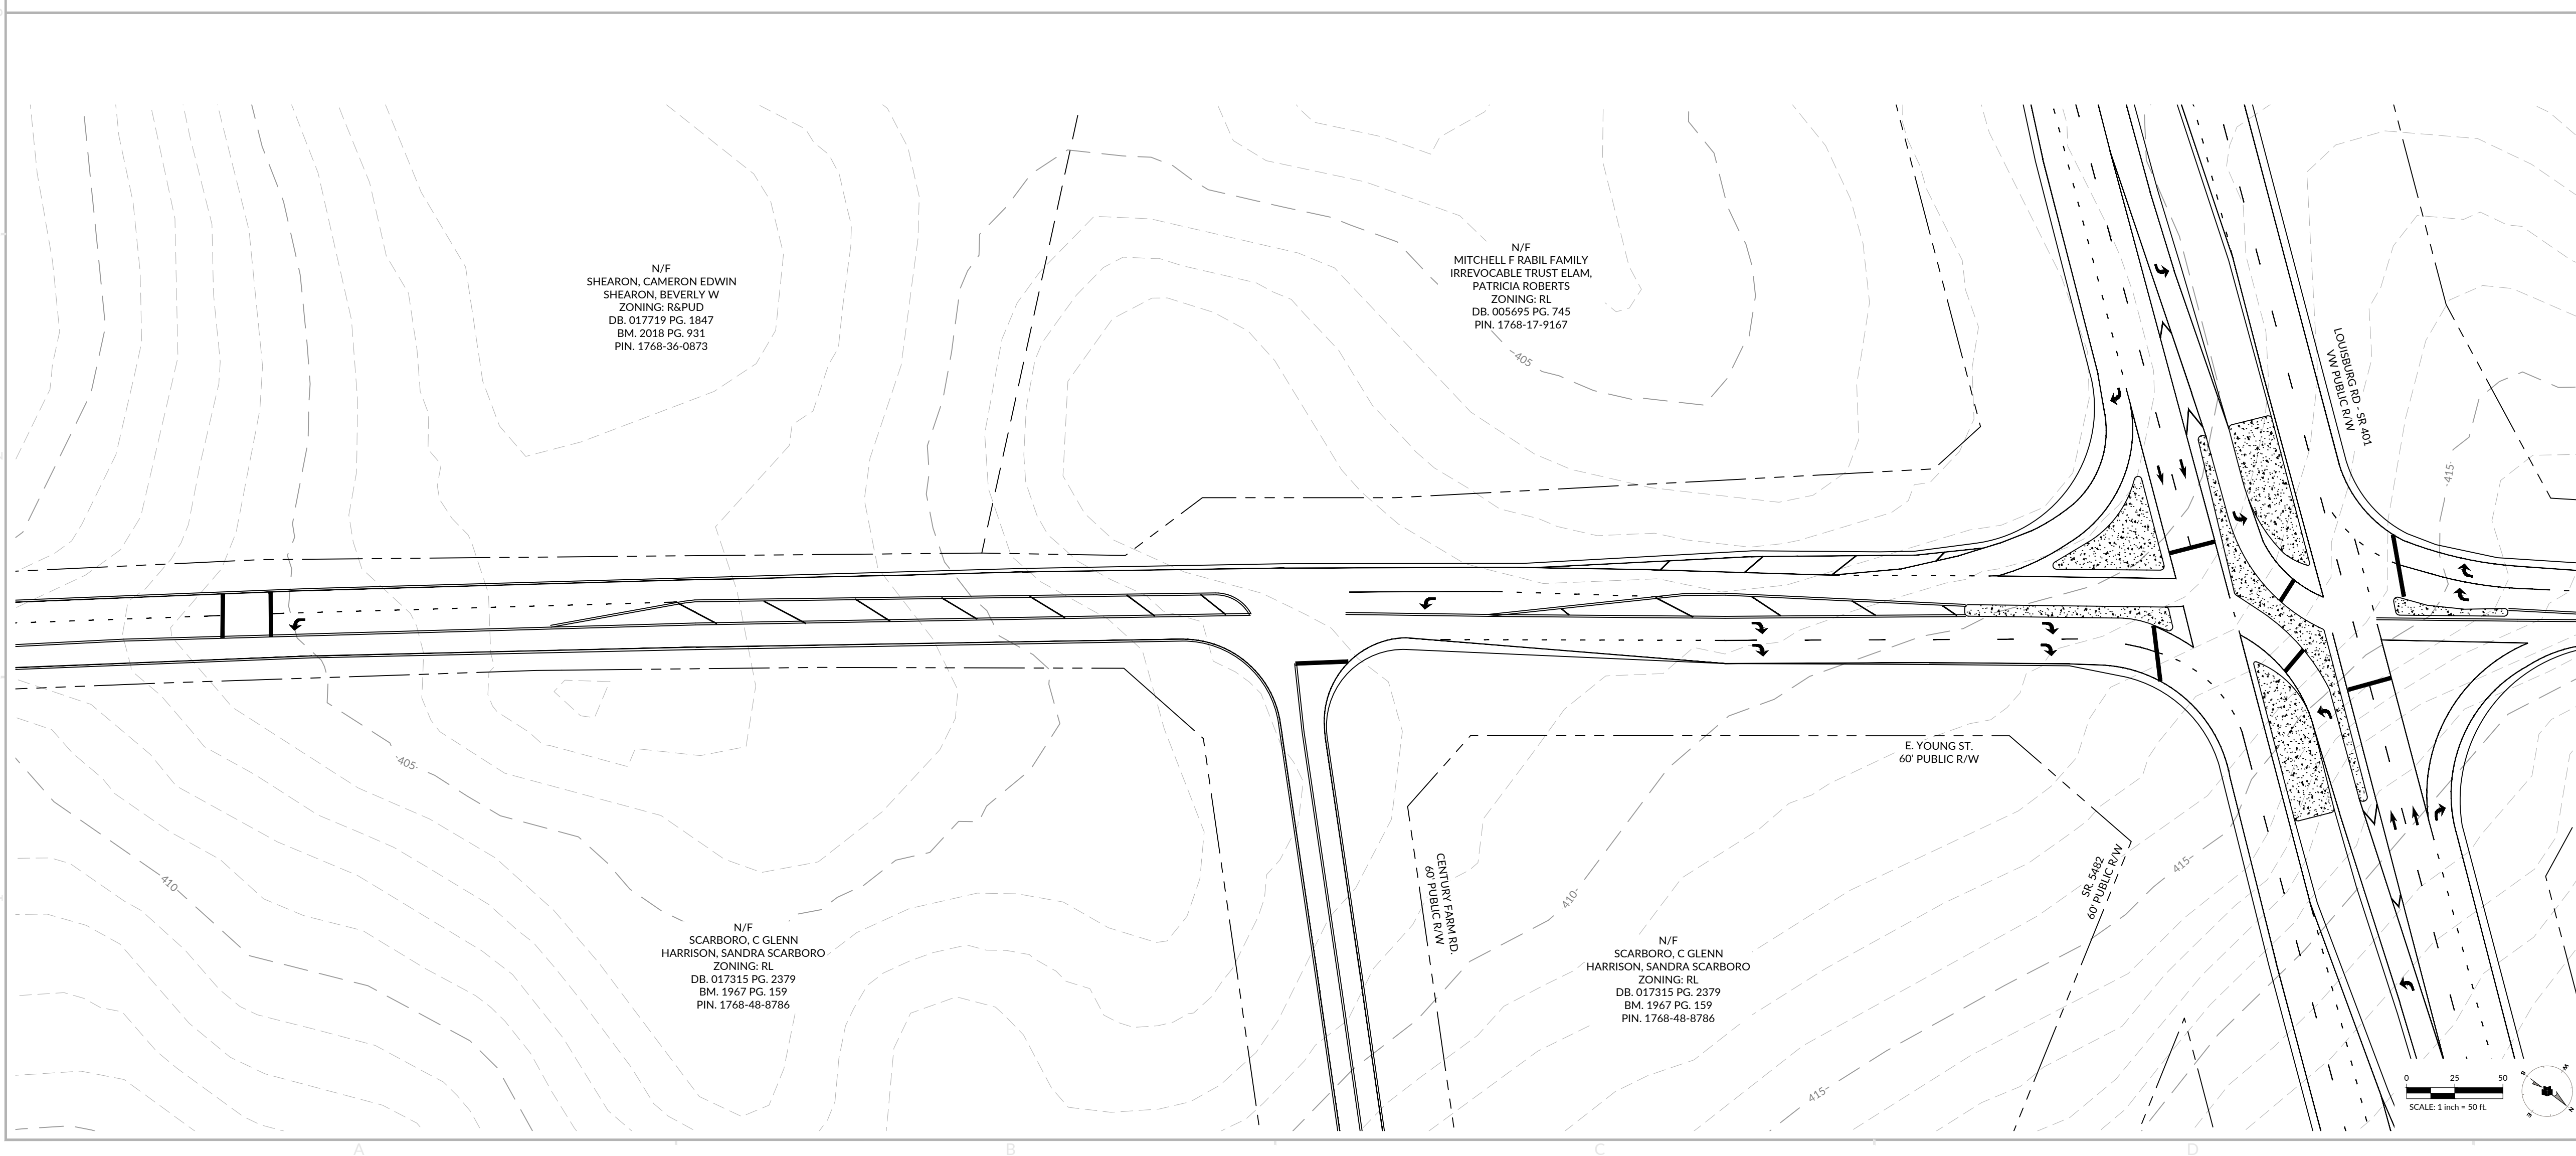 N/F
SHEARON, CAMERON EDWIN
SHEARON, BEVERLY W
ZONING: R&PUD
DB. 017719 PG. 1847
BM. 2018 PG. 931
PIN. 1768-36-0873
N/F
MITCHELL F RABIL FAMILY
IRREVOCABLE TRUST ELAM,
PATRICIA ROBERTS
ZONING: RL
DB. 005695 PG. 745
PIN. 1768-17-9167
405
LOUISBURG RD - SR 401
VW PUBLIC R/W
415
E. YOUNG ST.
60' PUBLIC R/W
405
410
N/F
SCARBORO, C GLENN
HARRISON, SANDRA SCARBORO
ZONING: RL
DB. 017315 PG. 2379
BM. 1967 PG. 159
PIN. 1768-48-8786
CENTURY FARM RD.
60' PUBLIC R/W
410
N/F
SCARBORO, C GLENN
HARRISON, SANDRA SCARBORO
ZONING: RL
DB. 017315 PG. 2379
BM. 1967 PG. 159
PIN. 1768-48-8786
SR. 5482
60' PUBLIC R/W
415
415
0 25 50
SCALE: 1 inch = 50 ft.
S W
E N
A B C D